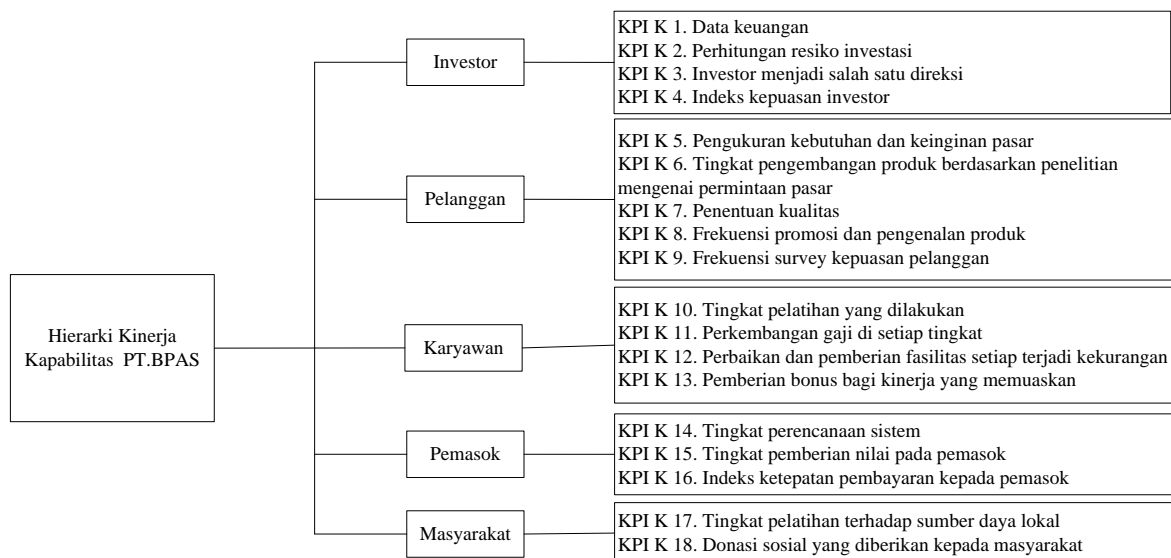 Hierarki Kinerja
Kapabilitas PT.BPAS
Investor
KPI K 1. Data keuangan
KPI K 2. Perhitungan resiko investasi
KPI K 3. Investor menjadi salah satu direksi
KPI K 4. Indeks kepuasan investor
Pelanggan
KPI K 5. Pengukuran kebutuhan dan keinginan pasar
KPI K 6. Tingkat pengembangan produk berdasarkan penelitian
mengenai permintaan pasar
KPI K 7. Penentuan kualitas
KPI K 8. Frekuensi promosi dan pengenalan produk
KPI K 9. Frekuensi survey kepuasan pelanggan
Karyawan
KPI K 10. Tingkat pelatihan yang dilakukan
KPI K 11. Perkembangan gaji di setiap tingkat
KPI K 12. Perbaikan dan pemberian fasilitas setiap terjadi kekurangan
KPI K 13. Pemberian bonus bagi kinerja yang memuaskan
Pemasok
KPI K 14. Tingkat perencanaan sistem
KPI K 15. Tingkat pemberian nilai pada pemasok
KPI K 16. Indeks ketepatan pembayaran kepada pemasok
Masyarakat
KPI K 17. Tingkat pelatihan terhadap sumber daya lokal
KPI K 18. Donasi sosial yang diberikan kepada masyarakat